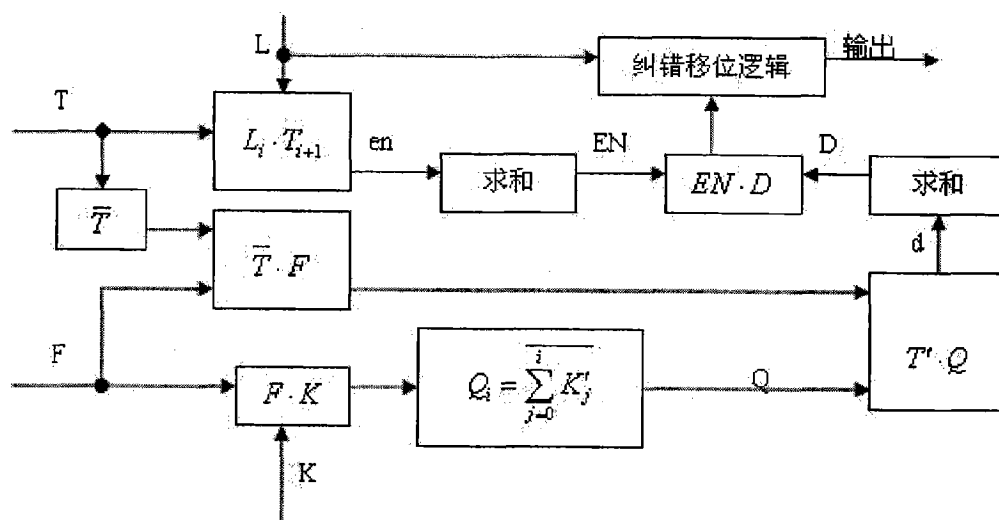 L
纠错移位逻辑
输出
T
L_i · T_{i+1}
en
求和
EN
EN · D
D
求和
T̅
T̅ · F
d
F
F · K
Q_i = \overline{\sum_{j=0}^{i} K'_j}
Q
T' · Q
K